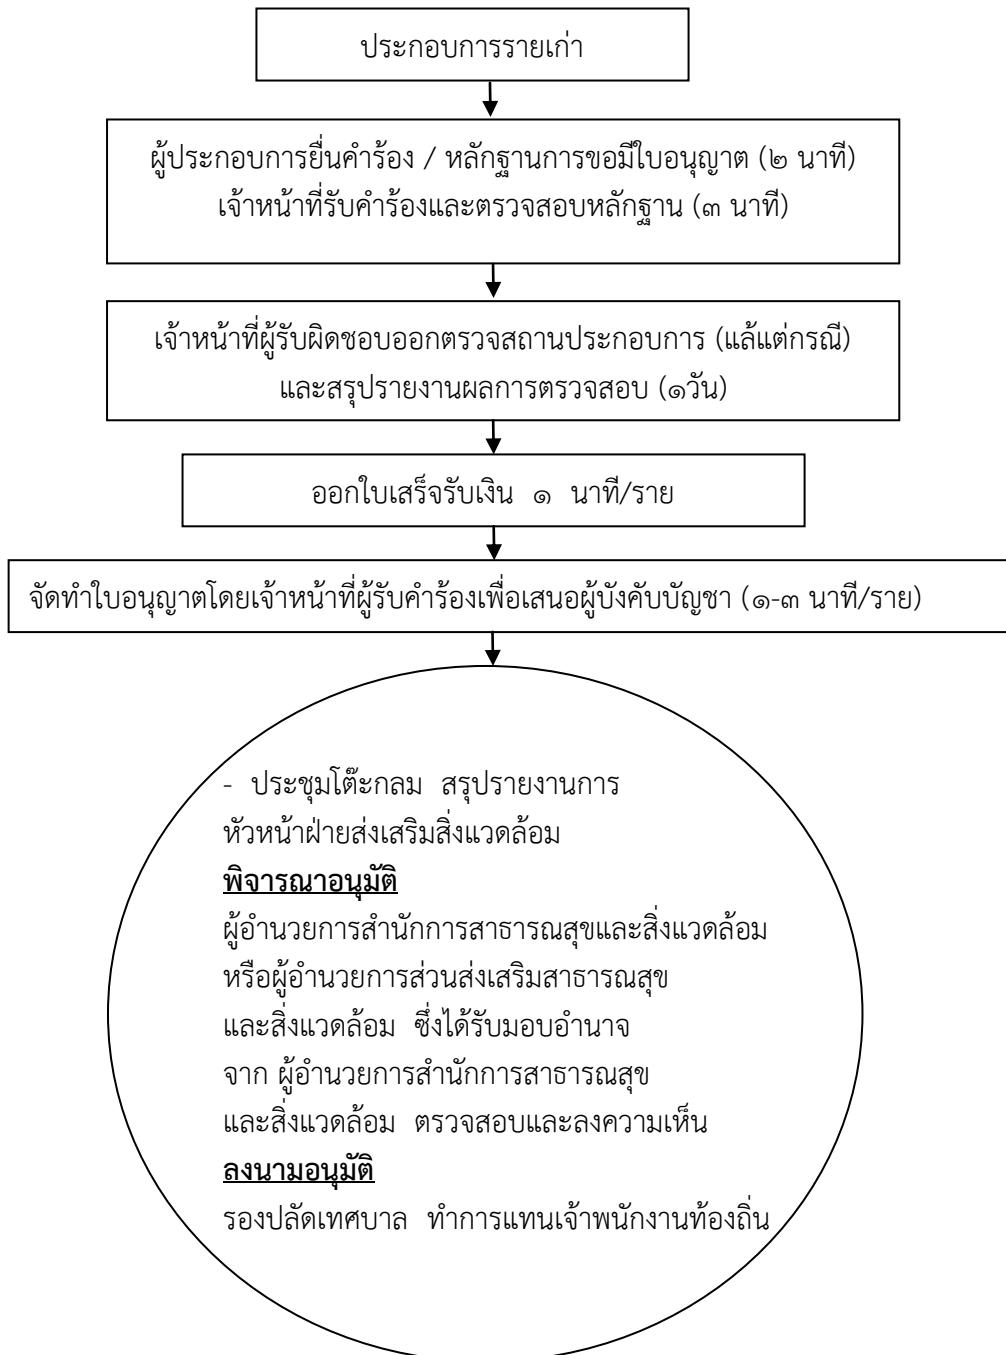 ประกอบการรายเก่า
ผู้ประกอบการยื่นคำร้อง / หลักฐานการขอมีใบอนุญาต (๒ นาที)
เจ้าหน้าที่รับคำร้องและตรวจสอบหลักฐาน (๓ นาที)
เจ้าหน้าที่ผู้รับผิดชอบออกตรวจสถานประกอบการ (แล้แต่กรณี)
และสรุปรายงานผลการตรวจสอบ (๑วัน)
ออกใบเสร็จรับเงิน ๑ นาที/ราย
จัดทำใบอนุญาตโดยเจ้าหน้าที่ผู้รับคำร้องเพื่อเสนอผู้บังคับบัญชา (๑-๓ นาที/ราย)
- ประชุมโต๊ะกลม สรุปรายงานการ
หัวหน้าฝ่ายส่งเสริมสิ่งแวดล้อม
พิจารณาอนุมัติ
ผู้อำนวยการสำนักการสาธารณสุขและสิ่งแวดล้อม
หรือผู้อำนวยการส่วนส่งเสริมสาธารณสุข
และสิ่งแวดล้อม ซึ่งได้รับมอบอำนาจ
จาก ผู้อำนวยการสำนักการสาธารณสุข
และสิ่งแวดล้อม ตรวจสอบและลงความเห็น
ลงนามอนุมัติ
รองปลัดเทศบาล ทำการแทนเจ้าพนักงานท้องถิ่น